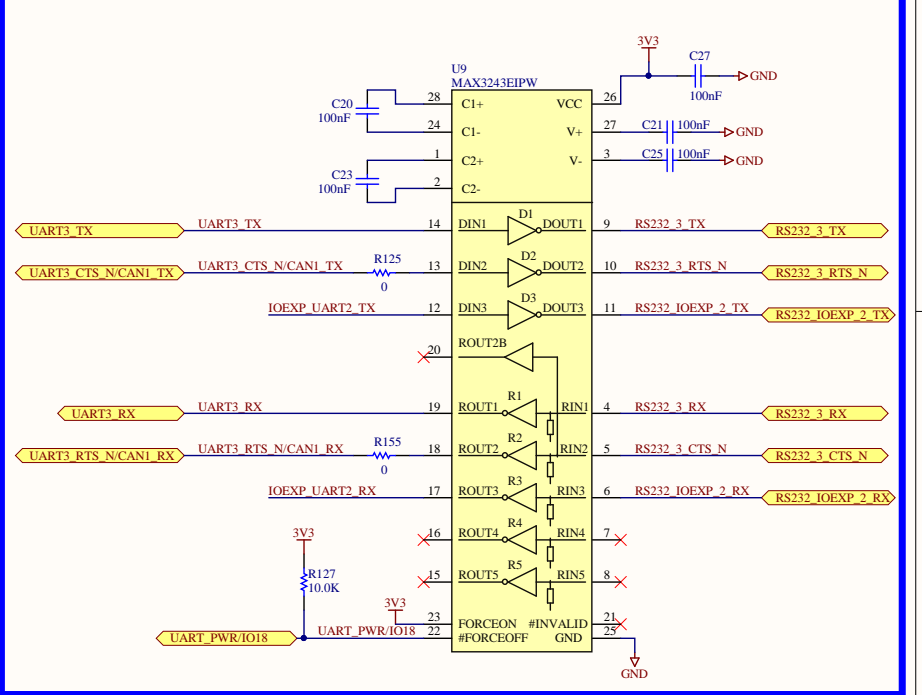 3V3
C27
GND
100nF
U9
MAX3243EIPW
C20
100nF
28
C1+
VCC
26
24
C1-
V+
27
C21
100nF
GND
C23
100nF
1
C2+
V-
3
C25
100nF
GND
2
C2-
UART3_TX
UART3_TX
14
DIN1
D1
DOUT1
9
RS232_3_TX
RS232_3_TX
UART3_CTS_N/CAN1_TX
UART3_CTS_N/CAN1_TX
R125
0
13
DIN2
D2
DOUT2
10
RS232_3_RTS_N
RS232_3_RTS_N
IOEXP_UART2_TX
12
DIN3
D3
DOUT3
11
RS232_IOEXP_2_TX
RS232_IOEXP_2_TX
20
ROUT2B
UART3_RX
UART3_RX
19
ROUT1
R1
RIN1
4
RS232_3_RX
RS232_3_RX
UART3_RTS_N/CAN1_RX
UART3_RTS_N/CAN1_RX
R155
0
18
ROUT2
R2
RIN2
5
RS232_3_CTS_N
RS232_3_CTS_N
IOEXP_UART2_RX
17
ROUT3
R3
RIN3
6
RS232_IOEXP_2_RX
RS232_IOEXP_2_RX
16
ROUT4
R4
RIN4
7
15
ROUT5
R5
RIN5
8
3V3
R127
10.0K
3V3
23
FORCEON
#INVALID
21
UART_PWR/IO18
UART_PWR/IO18
22
#FORCEOFF
GND
25
GND